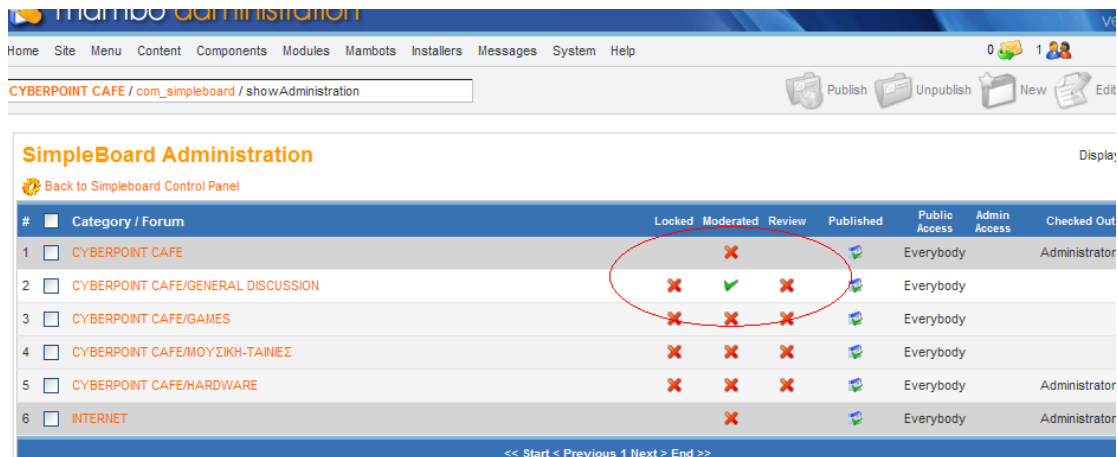 mambo administration
ve
Home Site Menu Content Components Modules Mambots Installers Messages System Help 0 1
CYBERPOINT CAFE / com_simpleboard / showAdministration
Publish Unpublish New Edit
SimpleBoard Administration
Display
Back to Simpleboard Control Panel
# Category / Forum Locked Moderated Review Published Public Access Admin Access Checked Out
1 CYBERPOINT CAFE Everybody Administrator
2 CYBERPOINT CAFE/GENERAL DISCUSSION Everybody
3 CYBERPOINT CAFE/GAMES Everybody
4 CYBERPOINT CAFE/ΜΟΥΣΙΚΗ-ΤΑΙΝΙΕΣ Everybody
5 CYBERPOINT CAFE/HARDWARE Everybody Administrator
6 INTERNET Everybody Administrator
<< Start < Previous 1 Next > End >>